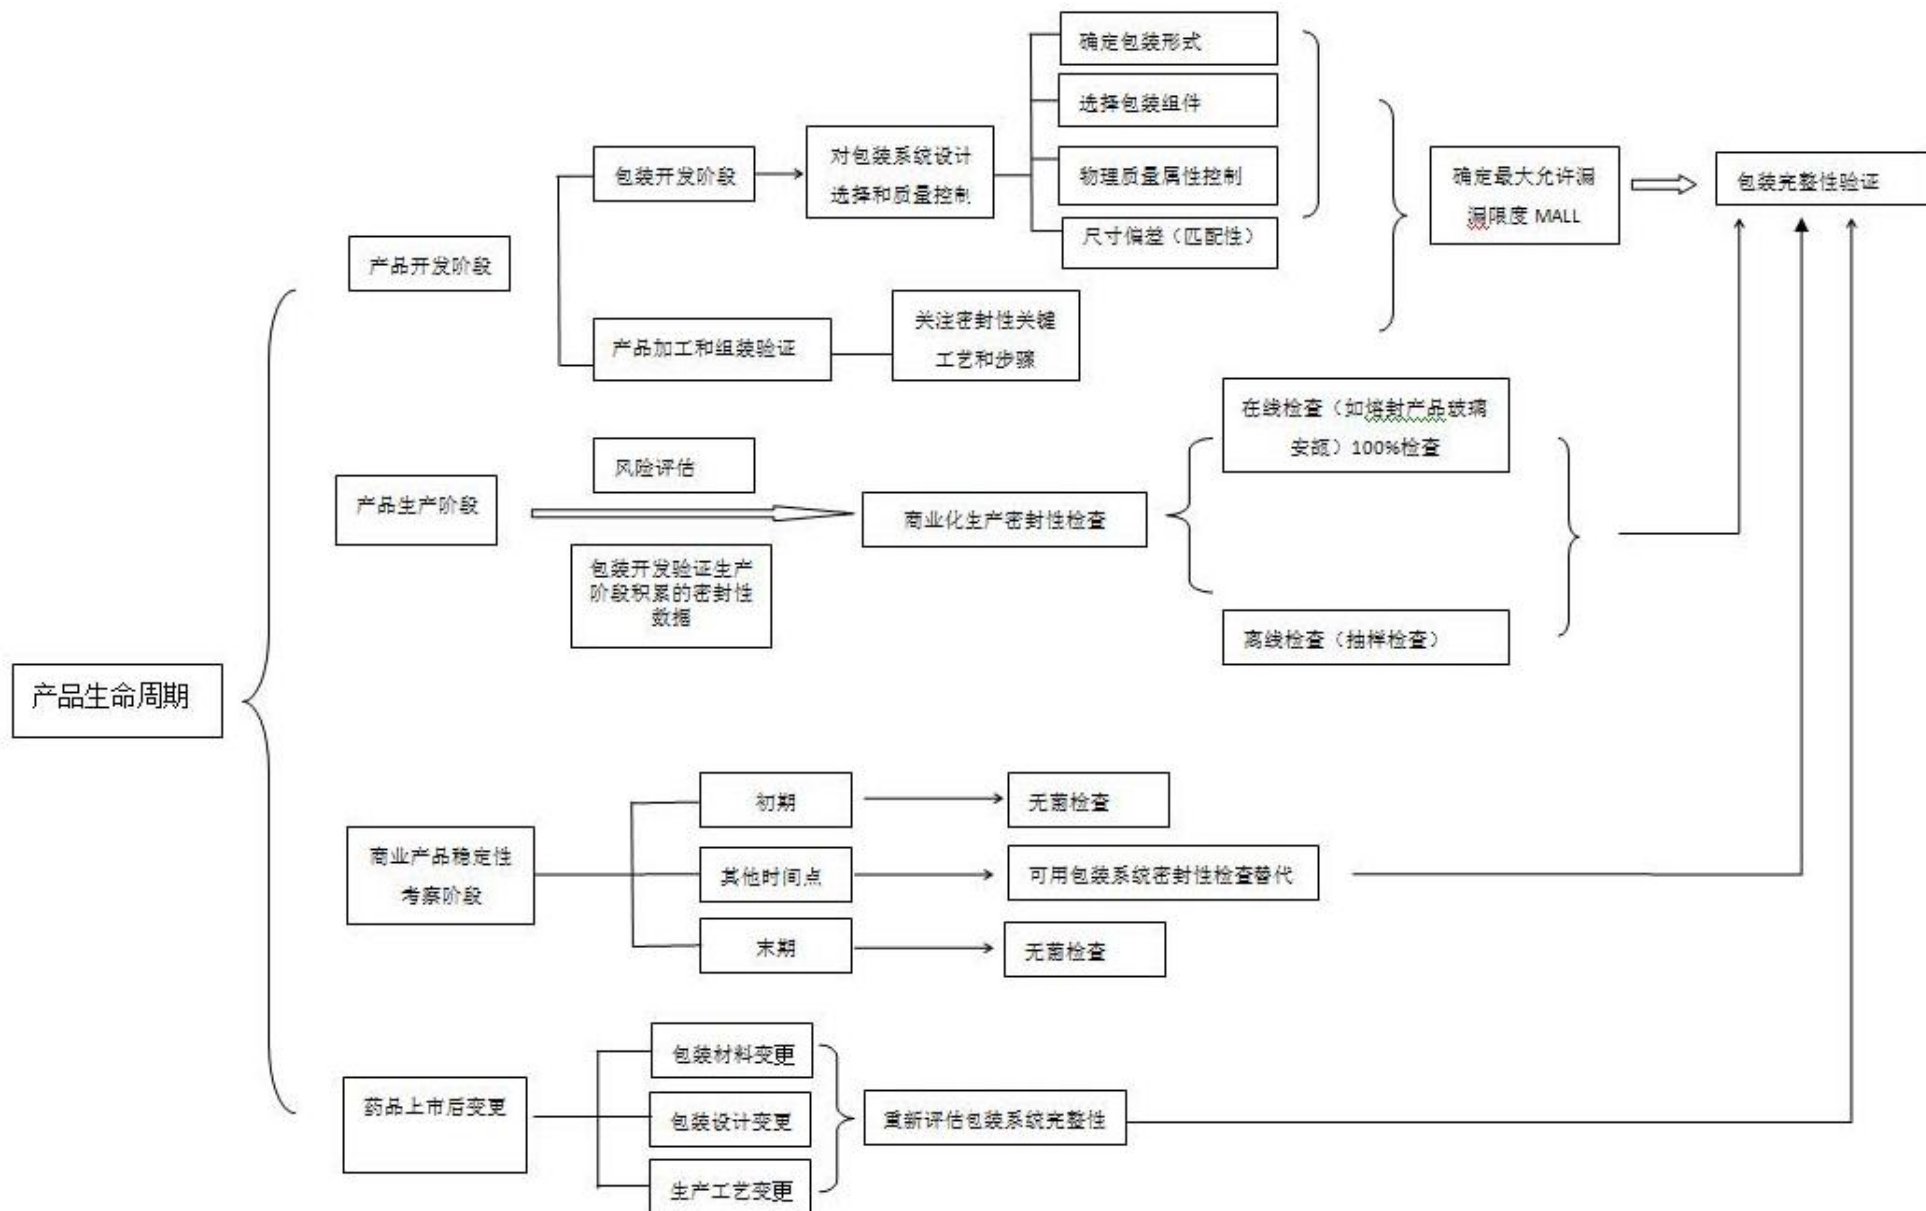 产品生命周期
产品开发阶段
包装开发阶段
对包装系统设计
选择和质量控制
确定包装形式
选择包装组件
物理质量属性控制
尺寸偏差（匹配性）
产品加工和组装验证
关注密封性关键
工艺和步骤
确定最大允许漏
漏限度 MALL
包装完整性验证
产品生产阶段
风险评估
包装开发验证生产
阶段积累的密封性
数据
商业化生产密封性检查
在线检查（如熔封产品玻璃
安瓿）100%检查
离线检查（抽样检查）
商业产品稳定性
考察阶段
初期
无菌检查
其他时间点
可用包装系统密封性检查替代
末期
无菌检查
药品上市后变更
包装材料变更
包装设计变更
生产工艺变更
重新评估包装系统完整性